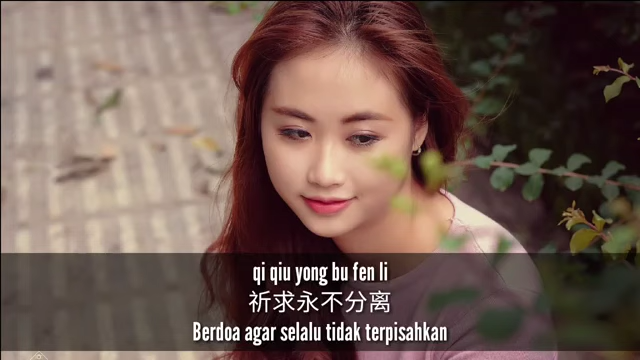 qi qiu yong bu fen li
祈求永不分离
Berdoa agar selalu tidak terpisahkan